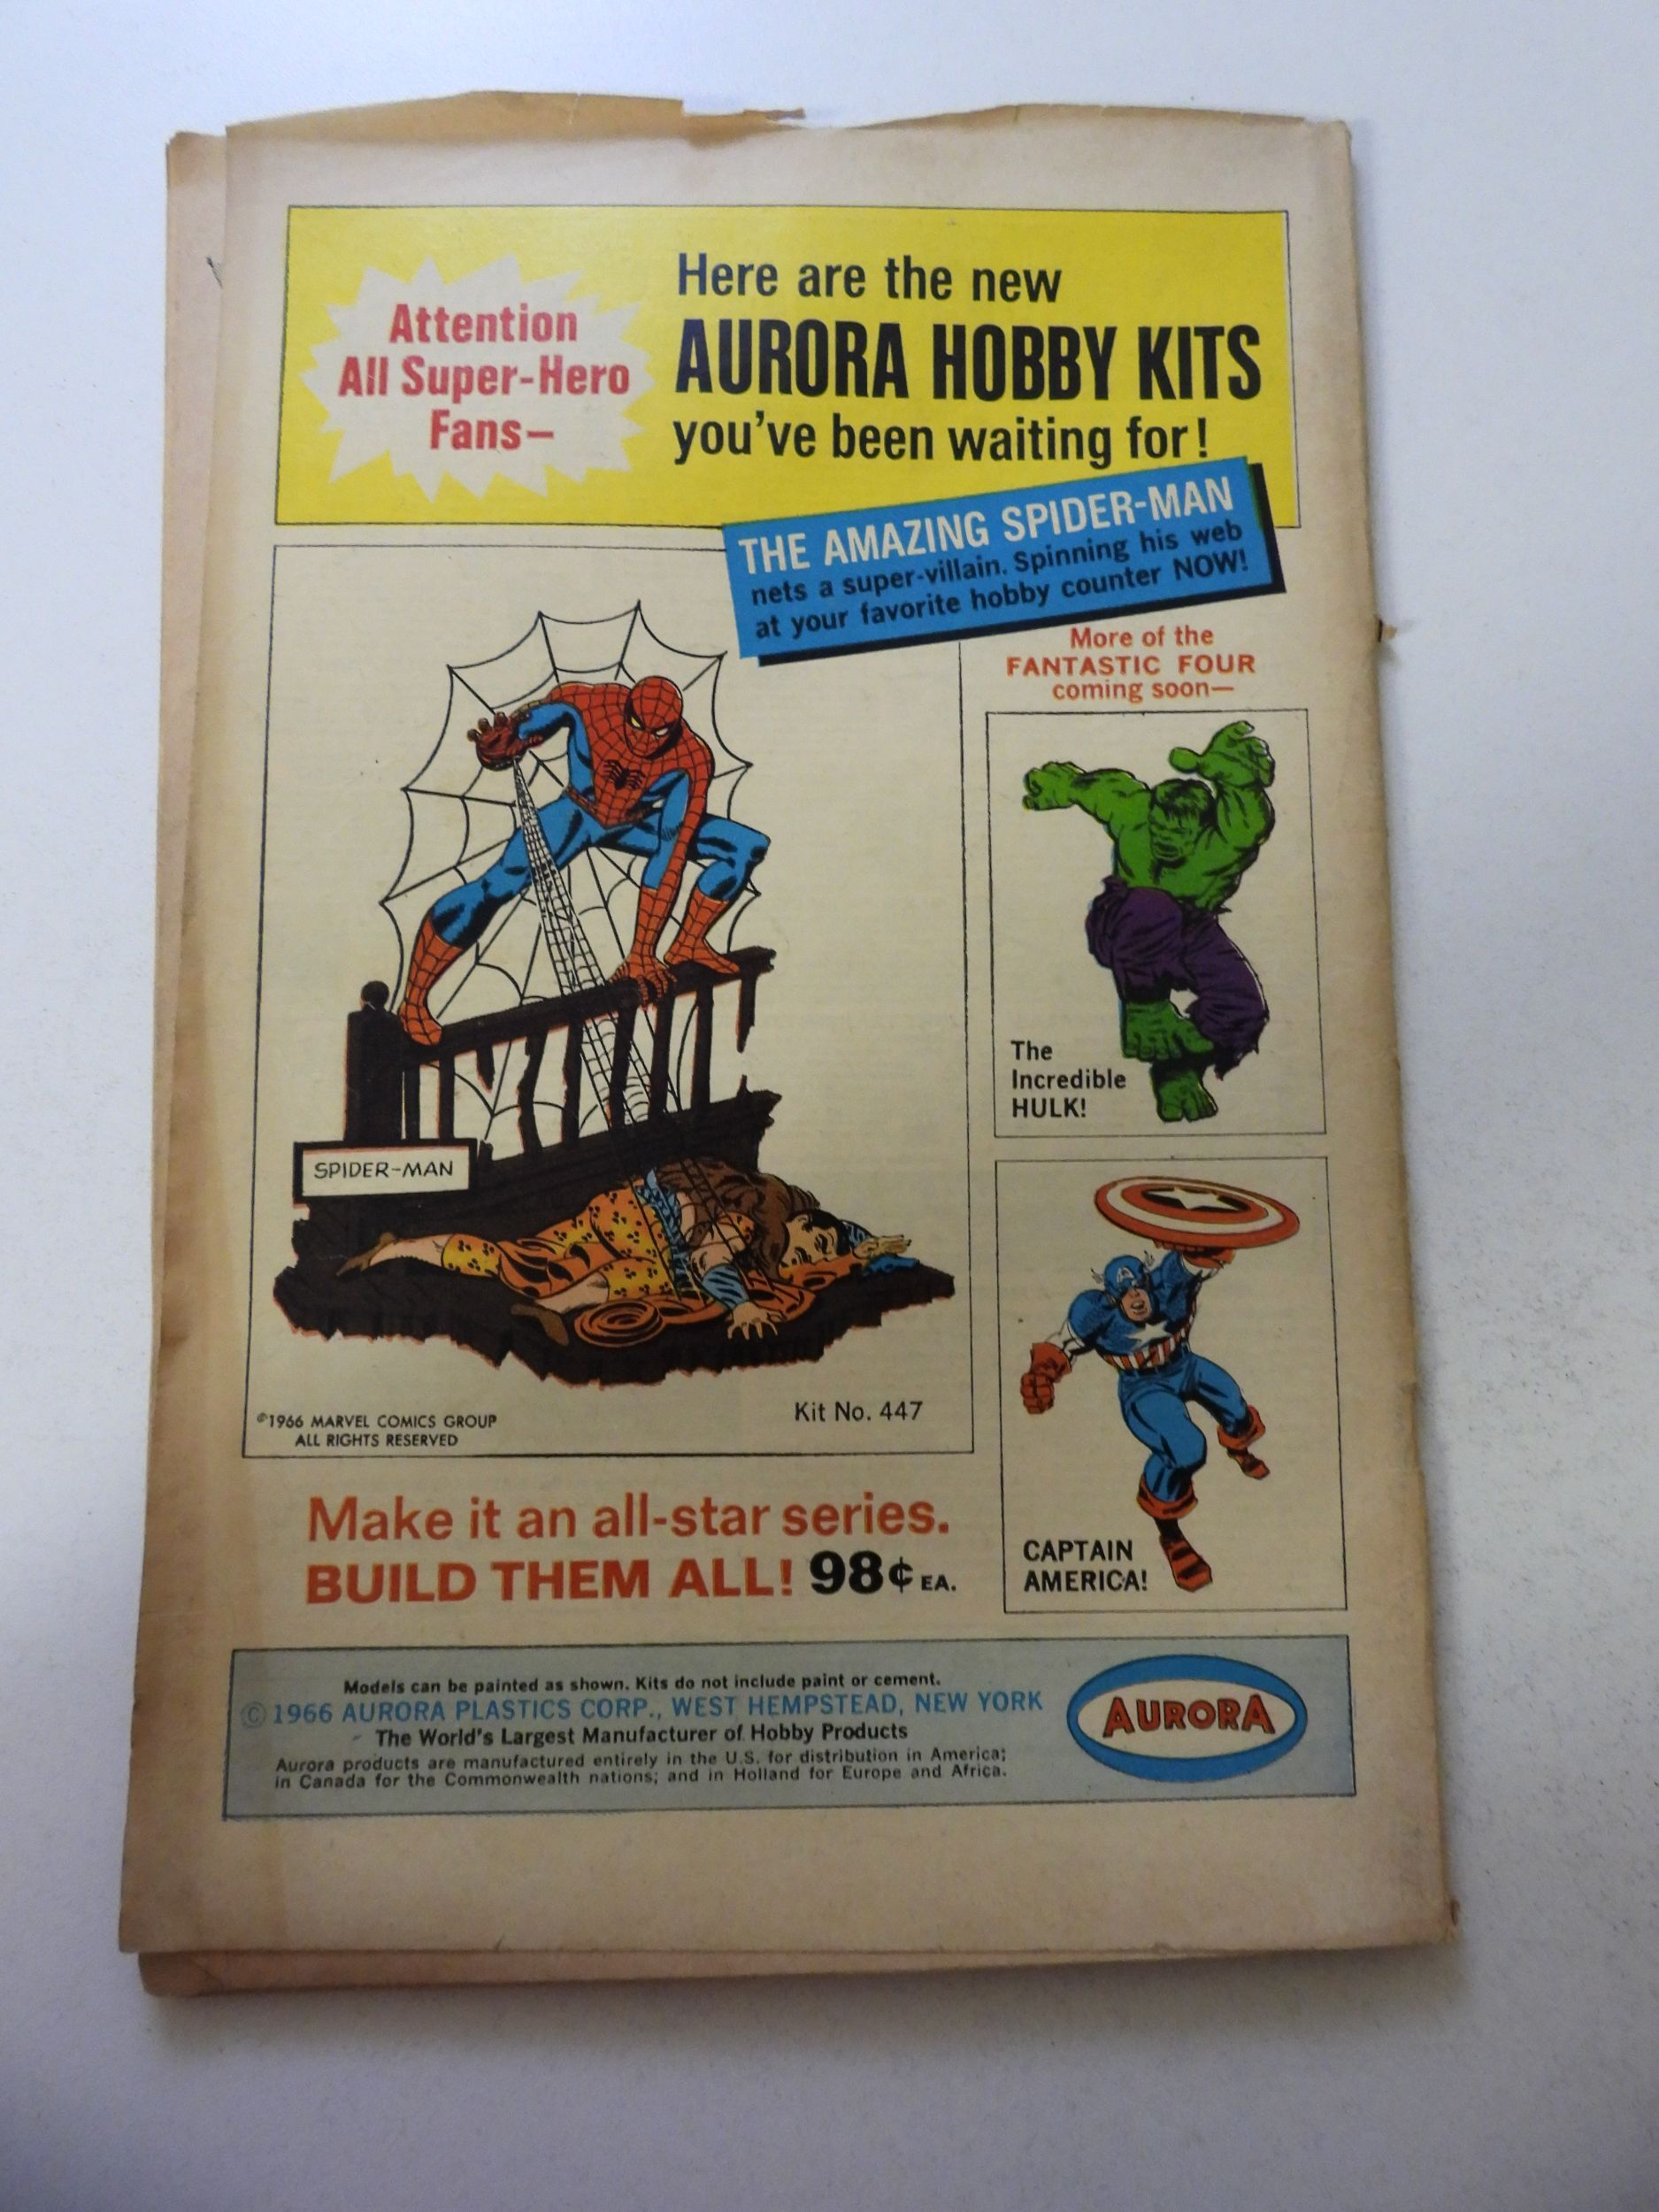 Attention
All Super-Hero
Fans—
Here are the new
AURORA HOBBY KITS
you've been waiting for!
THE AMAZING SPIDER-MAN
nets a super-villain. Spinning his web
at your favorite hobby counter NOW!
More of the
FANTASTIC FOUR
coming soon—
The
Incredible
HULK!
SPIDER-MAN
©1966 MARVEL COMICS GROUP
ALL RIGHTS RESERVED
Kit No. 447
A
CAPTAIN
AMERICA!
Make it an all-star series.
BUILD THEM ALL! 98¢ EA.
Models can be painted as shown. Kits do not include paint or cement.
© 1966 AURORA PLASTICS CORP., WEST HEMPSTEAD, NEW YORK
The World's Largest Manufacturer of Hobby Products
Aurora products are manufactured entirely in the U.S. for distribution in America;
in Canada for the Commonwealth nations; and in Holland for Europe and Africa.
AURORA